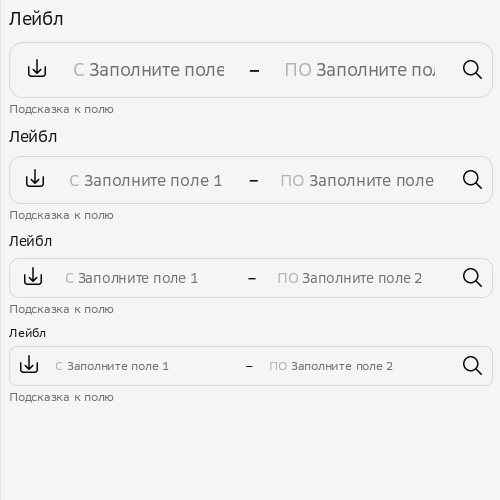 Лейбл
С Заполните поле – ПО Заполните по
Подсказка к полю
Лейбл
С Заполните поле 1 – ПО Заполните поле
Подсказка к полю
Лейбл
С Заполните поле 1 – ПО Заполните поле 2
Подсказка к полю
Лейбл
С Заполните поле 1 – ПО Заполните поле 2
Подсказка к полю